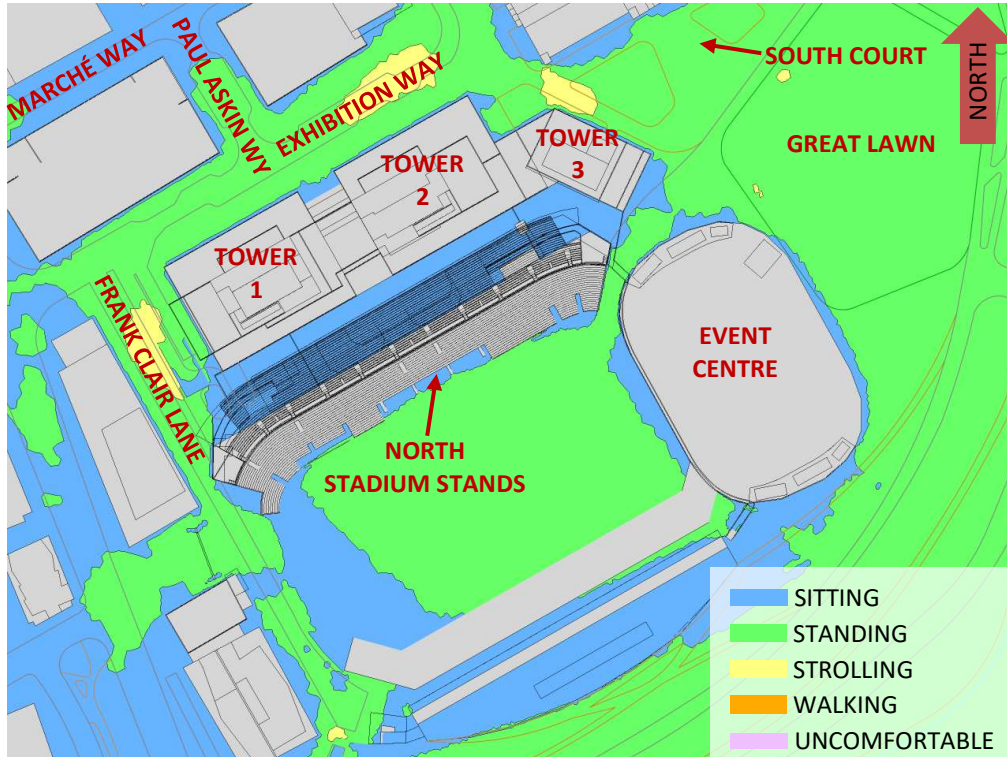 MARCHÉ WAY
PAUL ASKIN WY
EXHIBITION WAY
SOUTH COURT
NORTH
GREAT LAWN
TOWER
3
TOWER
2
TOWER
1
FRANK CLAIR LANE
EVENT
CENTRE
NORTH
STADIUM STANDS
SITTING
STANDING
STROLLING
WALKING
UNCOMFORTABLE